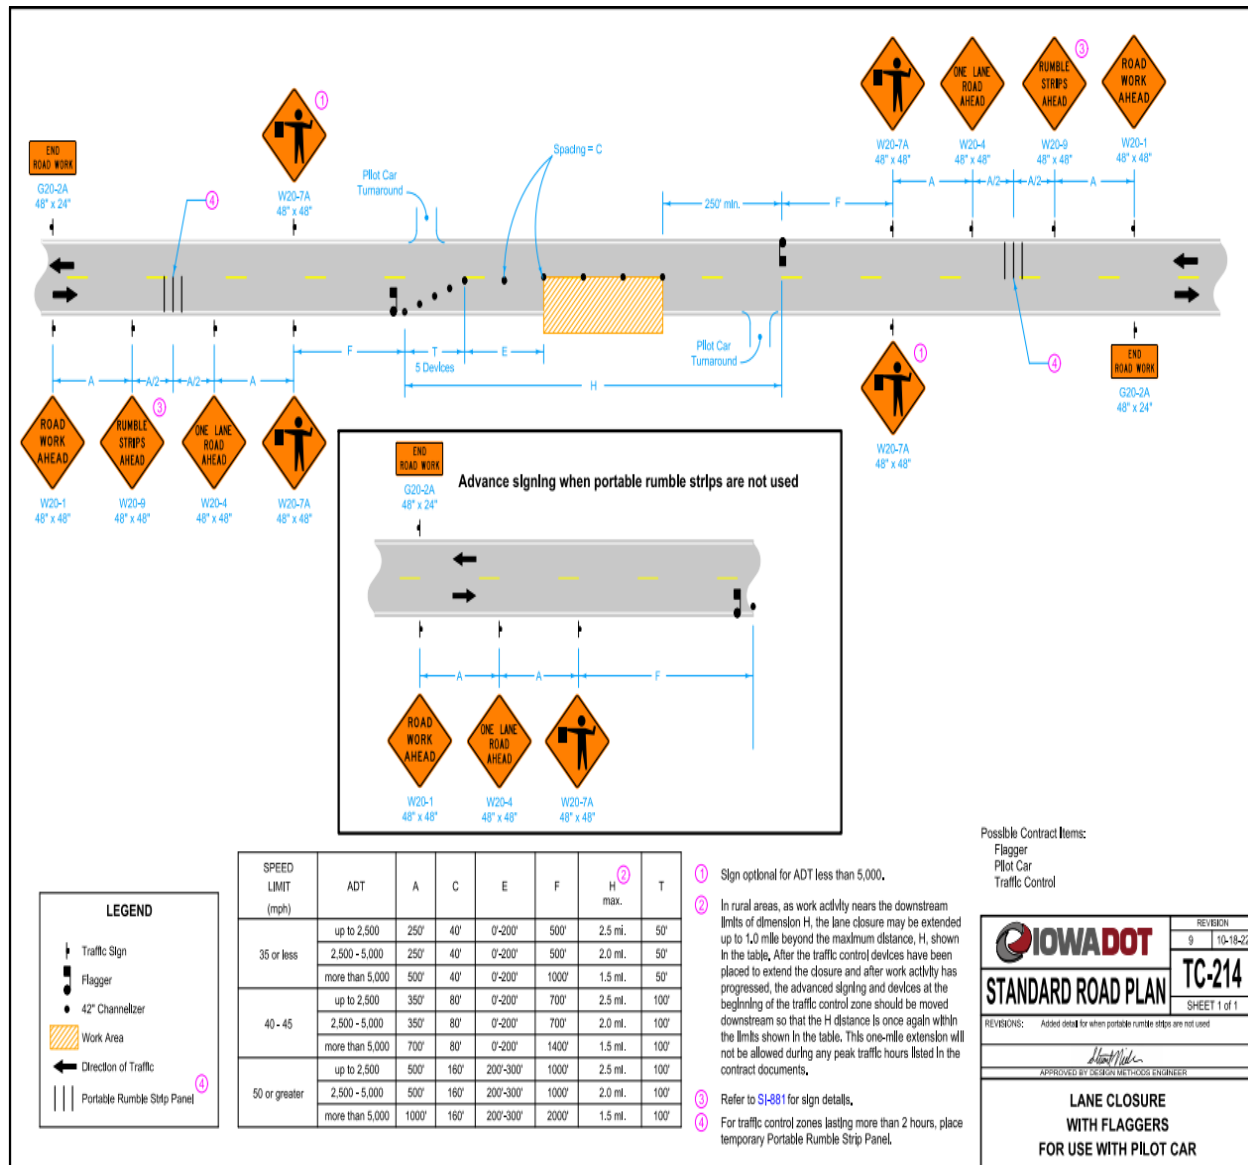 END
ROAD WORK
G20-2A
48" x 24"
1
W20-7A
48" x 48"
4
Pilot Car
Turnaround
Spacing = C
250' min.
F
W20-7A
48" x 48"
A
ONE LANE
ROAD
AHEAD
W20-4
48" x 48"
A/2
A/2
3
RUMBLE
STRIPS
AHEAD
W20-9
48" x 48"
A
ROAD
WORK
AHEAD
W20-1
48" x 48"
A
A/2
A/2
A
F
T
5 Devices
E
H
Pilot Car
Turnaround
1
W20-7A
48" x 48"
4
END
ROAD WORK
G20-2A
48" x 24"
ROAD
WORK
AHEAD
W20-1
48" x 48"
3
RUMBLE
STRIPS
AHEAD
W20-9
48" x 48"
ONE LANE
ROAD
AHEAD
W20-4
48" x 48"
W20-7A
48" x 48"
END
ROAD WORK
G20-2A
48" x 24"
Advance signing when portable rumble strips are not used
A
A
F
ROAD
WORK
AHEAD
W20-1
48" x 48"
ONE LANE
ROAD
AHEAD
W20-4
48" x 48"
W20-7A
48" x 48"
LEGEND
Traffic Sign
Flagger
42" Channelizer
Work Area
Direction of Traffic
Portable Rumble Strip Panel 4
SPEED LIMIT (mph) ADT A C E F H max. 2 T
35 or less
up to 2,500 250' 40' 0'-200' 500' 2.5 mi. 50'
2,500 - 5,000 250' 40' 0'-200' 500' 2.0 mi. 50'
more than 5,000 500' 40' 0'-200' 1000' 1.5 mi. 50'
40 - 45
up to 2,500 350' 80' 0'-200' 700' 2.5 mi. 100'
2,500 - 5,000 350' 80' 0'-200' 700' 2.0 mi. 100'
more than 5,000 700' 80' 0'-200' 1400' 1.5 mi. 100'
50 or greater
up to 2,500 500' 160' 200'-300' 1000' 2.5 mi. 100'
2,500 - 5,000 500' 160' 200'-300' 1000' 2.0 mi. 100'
more than 5,000 1000' 160' 200'-300' 2000' 1.5 mi. 100'
1 Sign optional for ADT less than 5,000.
2 In rural areas, as work activity nears the downstream
limits of dimension H, the lane closure may be extended
up to 1.0 mile beyond the maximum distance, H, shown
in the table. After the traffic control devices have been
placed to extend the closure and after work activity has
progressed, the advanced signing and devices at the
beginning of the traffic control zone should be moved
downstream so that the H distance is once again within
the limits shown in the table. This one-mile extension will
not be allowed during any peak traffic hours listed in the
contract documents.
3 Refer to SI-881 for sign details.
4 For traffic control zones lasting more than 2 hours, place
temporary Portable Rumble Strip Panel.
Possible Contract Items:
Flagger
Pilot Car
Traffic Control
IOWADOT
STANDARD ROAD PLAN
REVISION
9 10-18-22
TC-214
SHEET 1 of 1
REVISIONS: Added detail for when portable rumble strips are not used
APPROVED BY DESIGN METHODS ENGINEER
LANE CLOSURE
WITH FLAGGERS
FOR USE WITH PILOT CAR